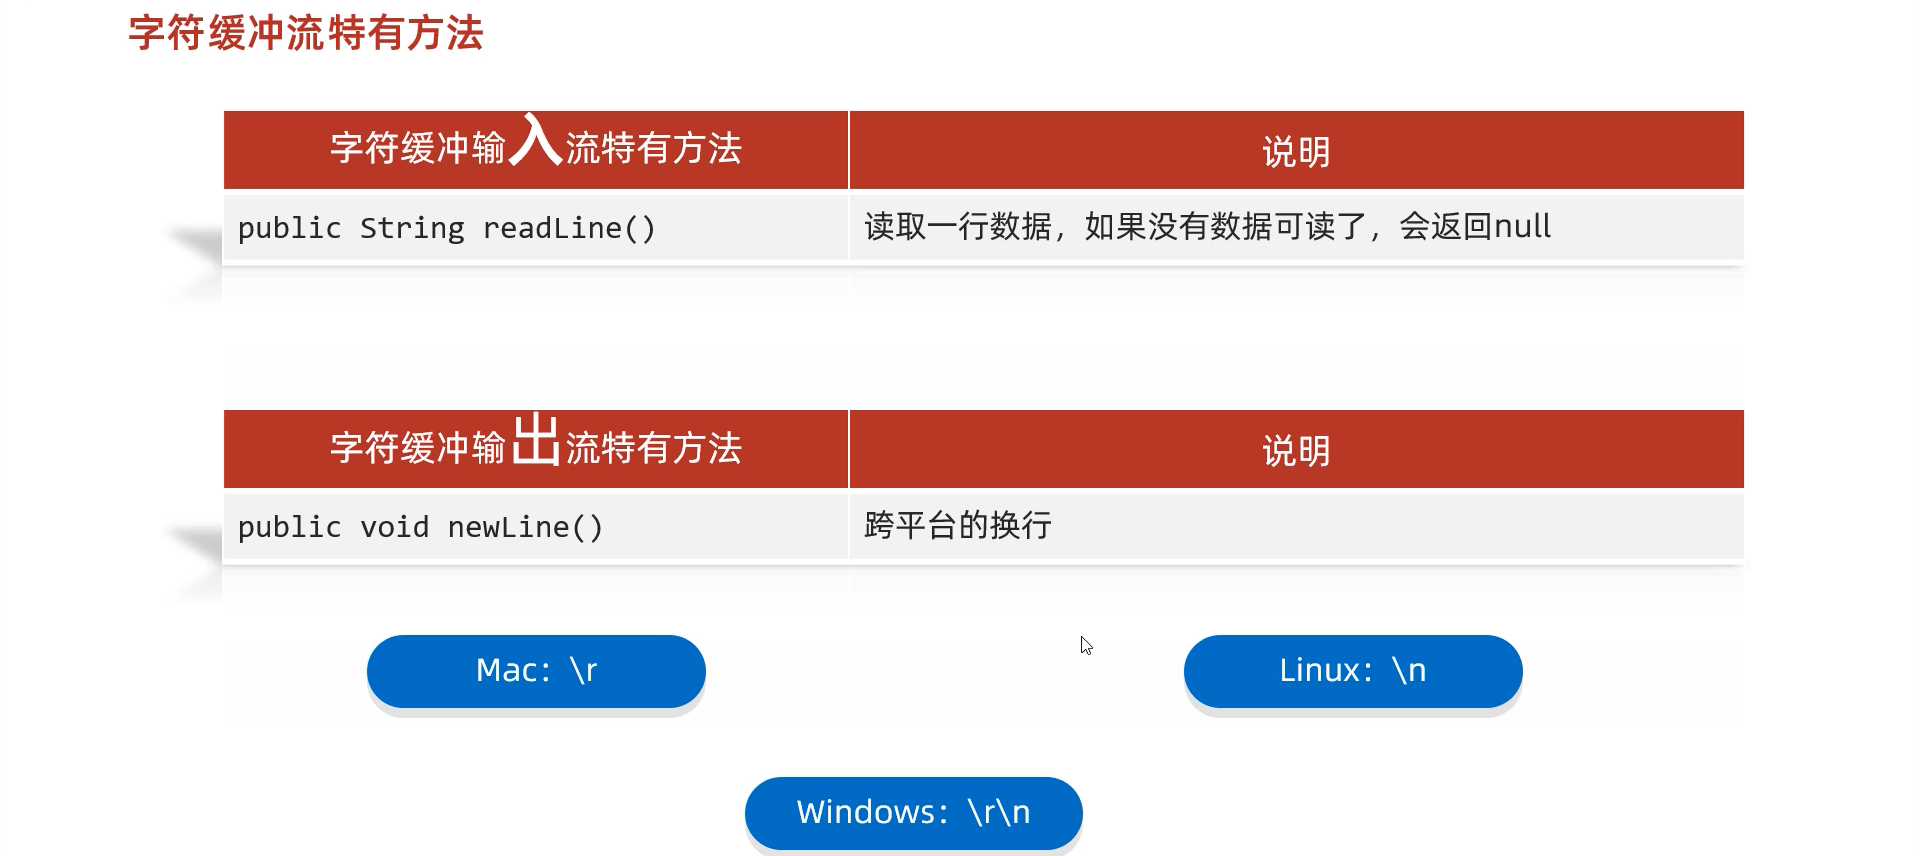 字符缓冲流特有方法
字符缓冲输入流特有方法 说明
public String readLine() 读取一行数据，如果没有数据可读了，会返回null
字符缓冲输出流特有方法 说明
public void newLine() 跨平台的换行
Mac：\r Linux：\n
Windows：\r\n